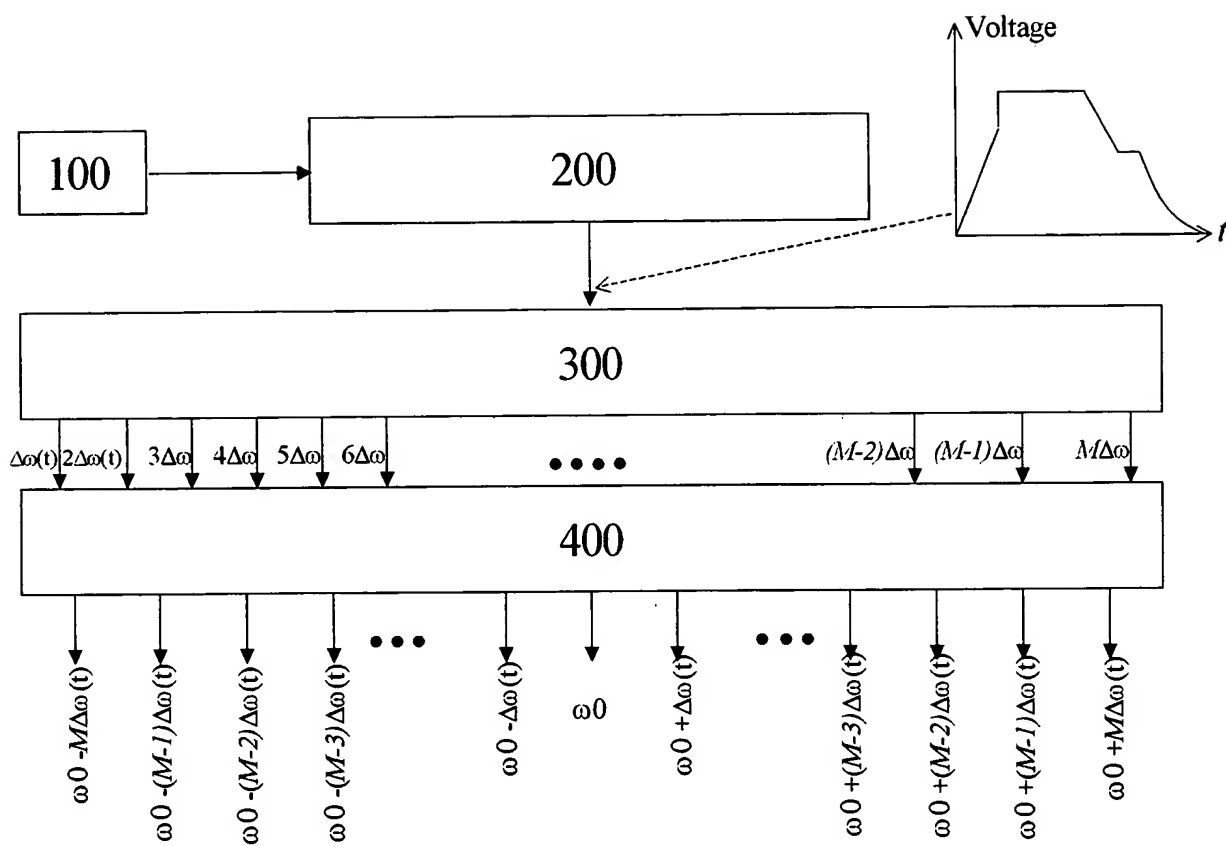 Voltage
100
200
t
300
Δω(t) 2Δω(t) 3Δω 4Δω 5Δω 6Δω (M-2)Δω (M-1)Δω MΔω
400
ω0 -MΔω(t)
ω0 -(M-1)Δω(t)
ω0 -(M-2)Δω(t)
ω0 -(M-3)Δω(t)
ω0 -Δω(t)
ω0
ω0 +Δω(t)
ω0 +(M-3)Δω(t)
ω0 +(M-2)Δω(t)
ω0 +(M-1)Δω(t)
ω0 +MΔω(t)